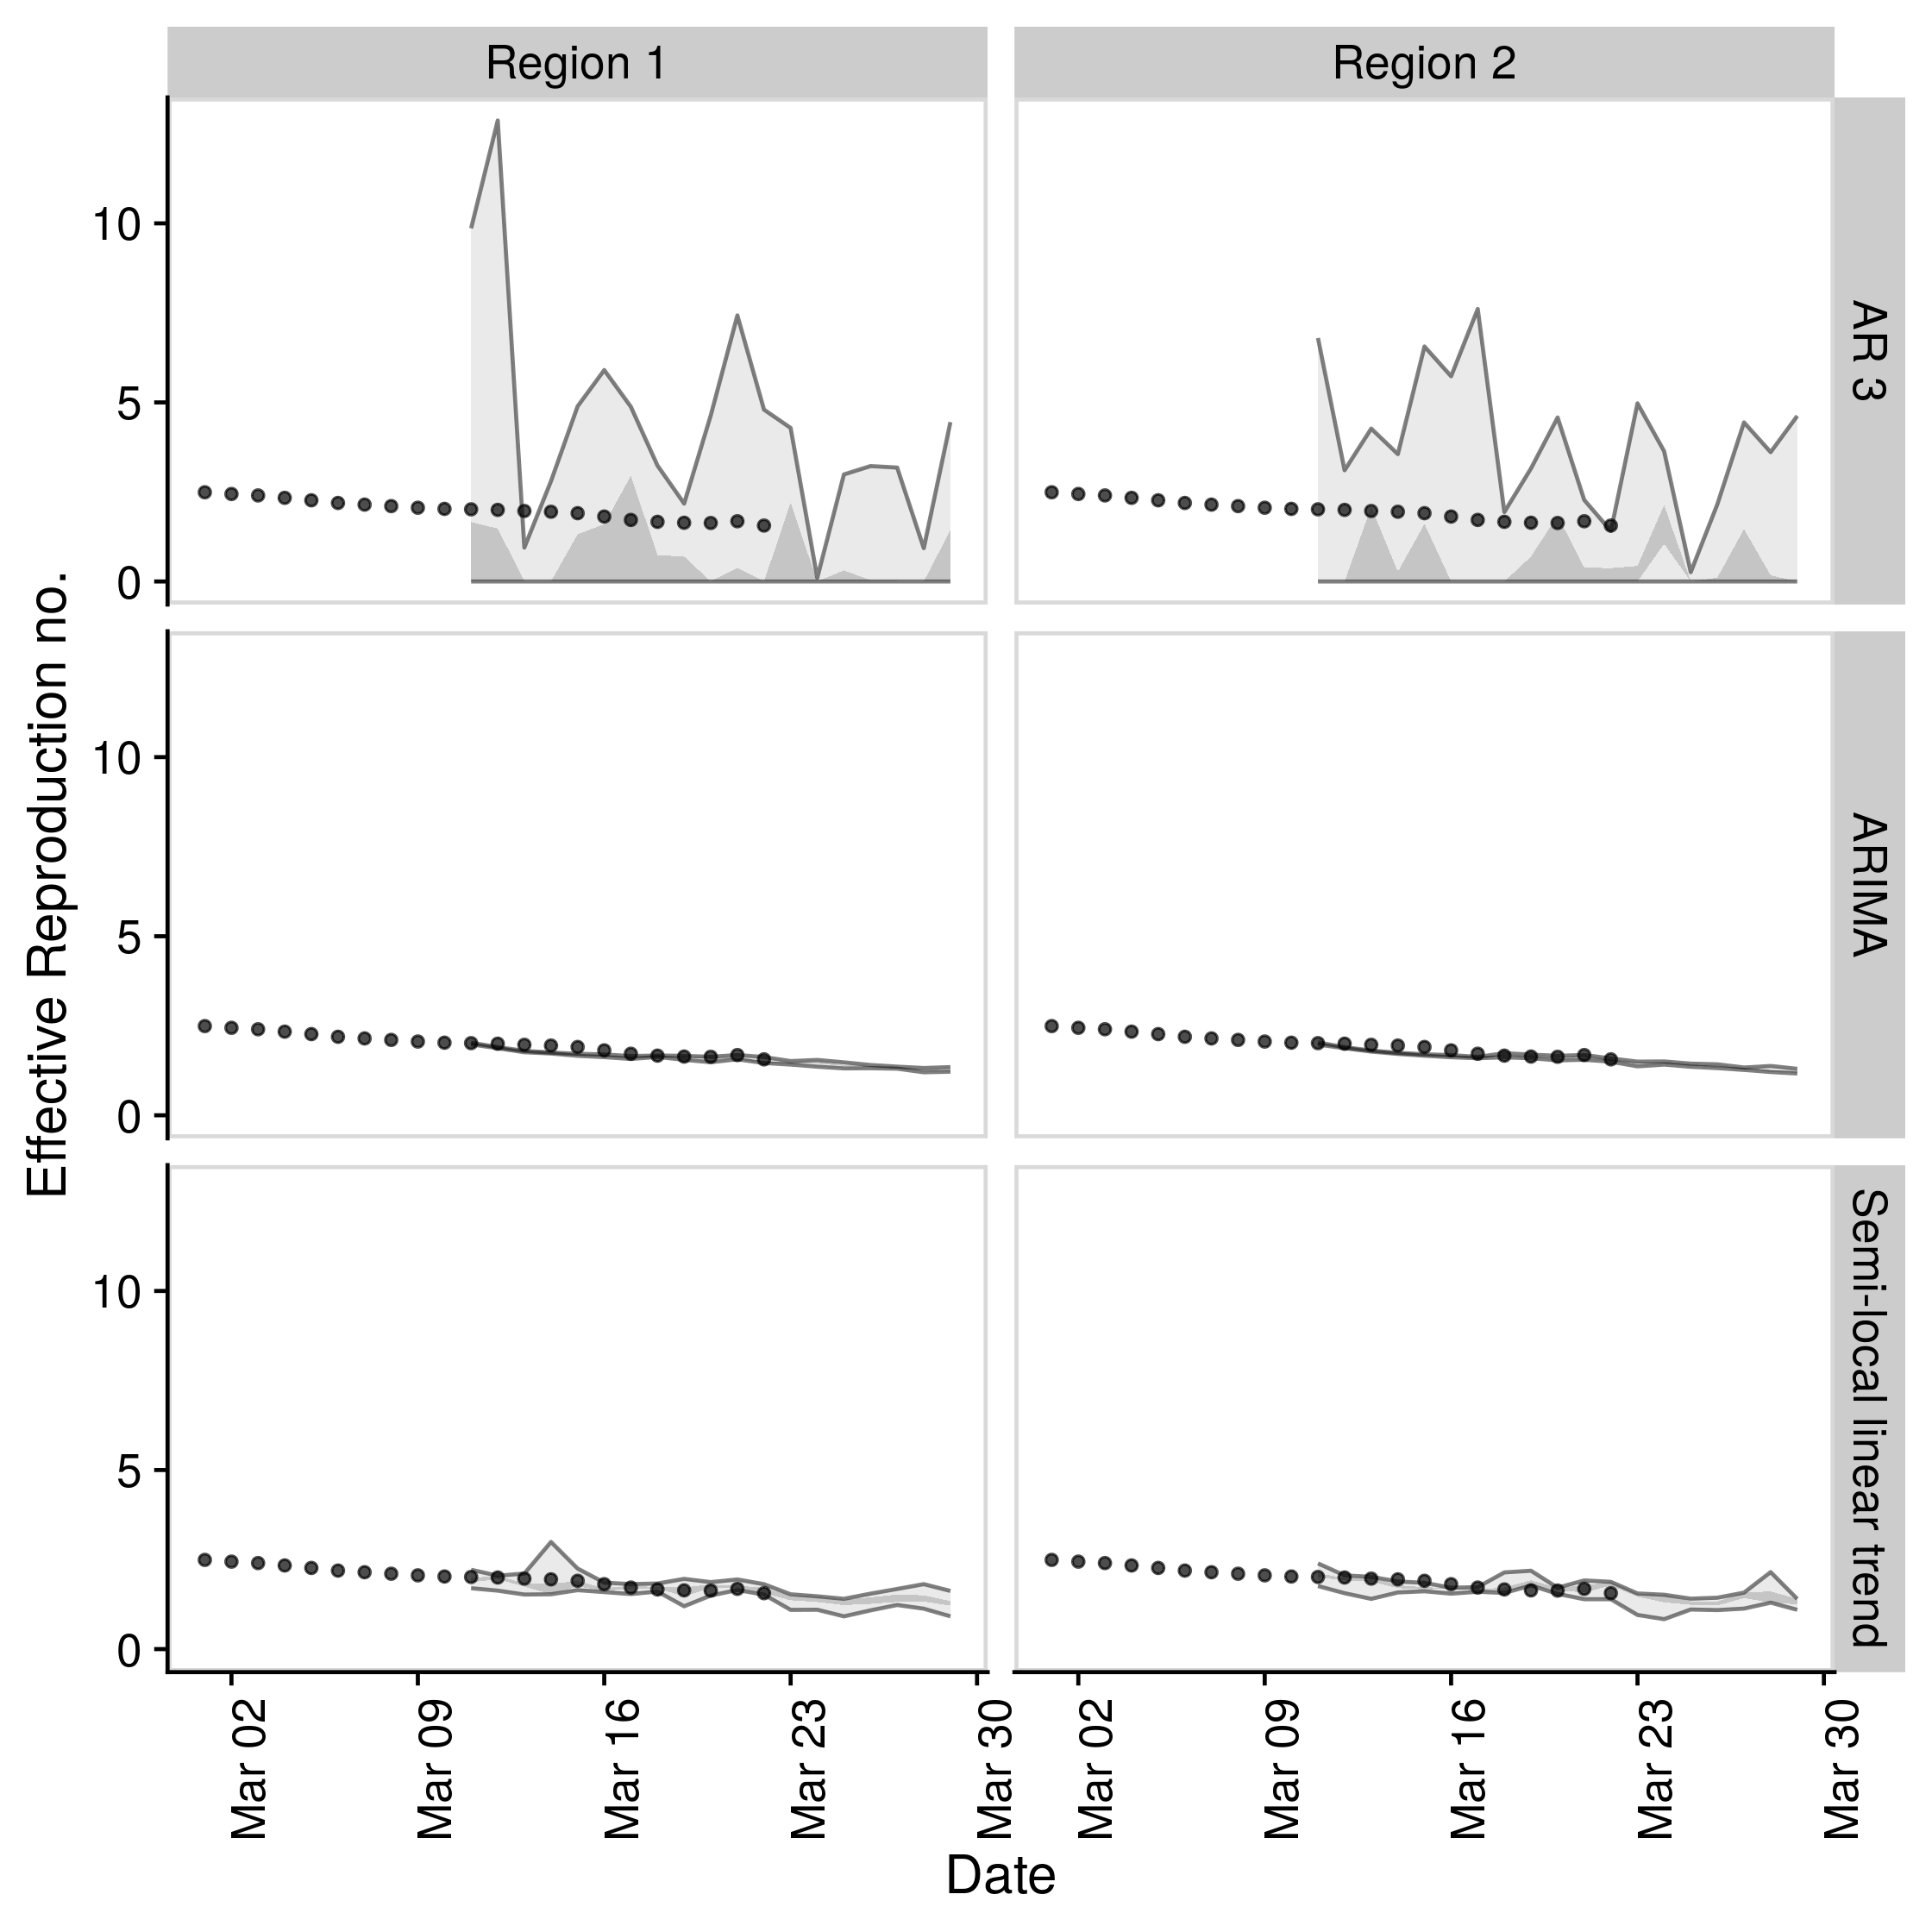 Region 1
Region 2
10
5
0
AR 3
10
5
0
ARIMA
10
5
0
Semi-local linear trend
Effective Reproduction no.
Mar 02
Mar 09
Mar 16
Mar 23
Mar 30
Mar 02
Mar 09
Mar 16
Mar 23
Mar 30
Date